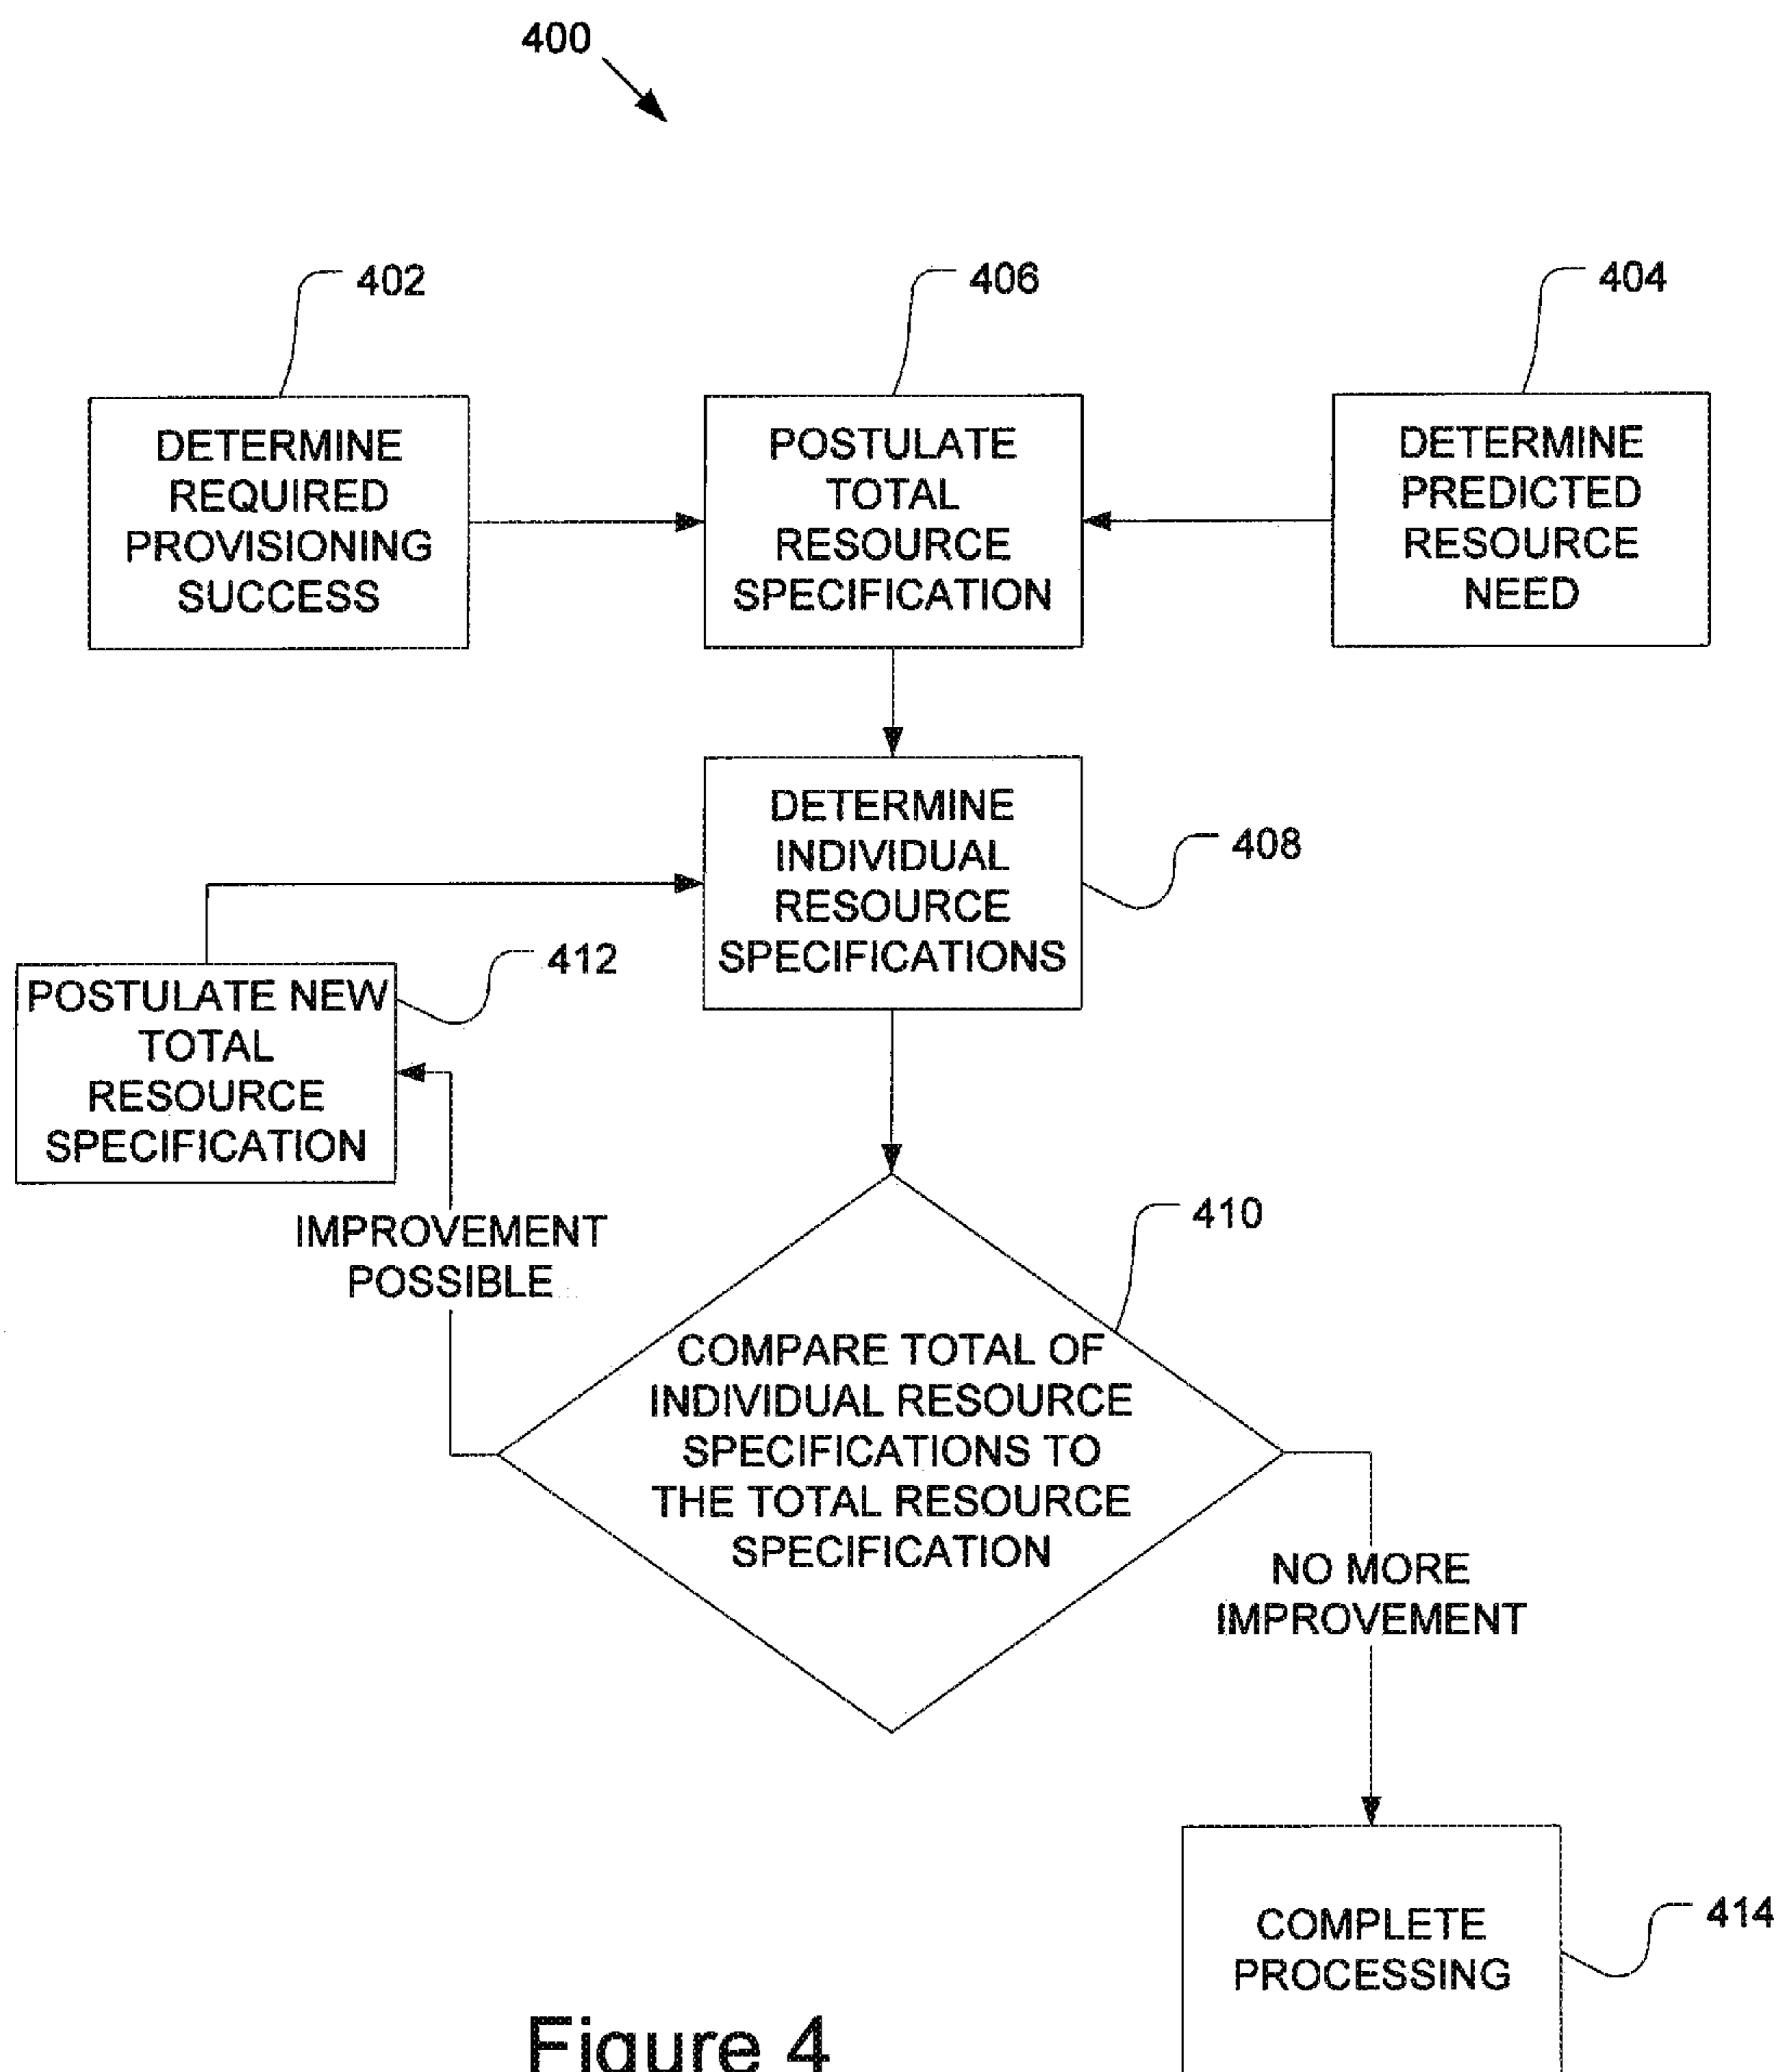 400
402
406
404
DETERMINE
REQUIRED
PROVISIONING
SUCCESS
POSTULATE
TOTAL
RESOURCE
SPECIFICATION
DETERMINE
PREDICTED
RESOURCE
NEED
DETERMINE
INDIVIDUAL
RESOURCE
SPECIFICATIONS
408
412
POSTULATE NEW
TOTAL
RESOURCE
SPECIFICATION
IMPROVEMENT
POSSIBLE
410
COMPARE TOTAL OF
INDIVIDUAL RESOURCE
SPECIFICATIONS TO
THE TOTAL RESOURCE
SPECIFICATION
NO MORE
IMPROVEMENT
COMPLETE
PROCESSING
414
Figure 4